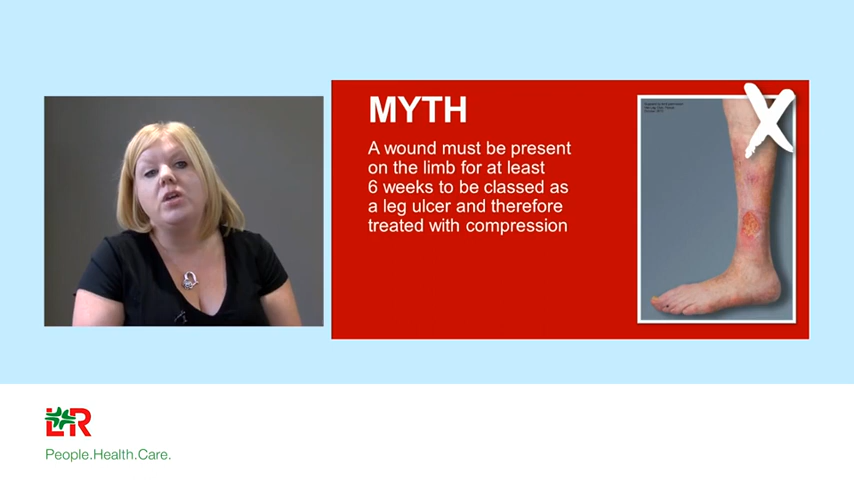 MYTH
A wound must be present
on the limb for at least
6 weeks to be classed as
a leg ulcer and therefore
treated with compression
L&R
People.Health.Care.